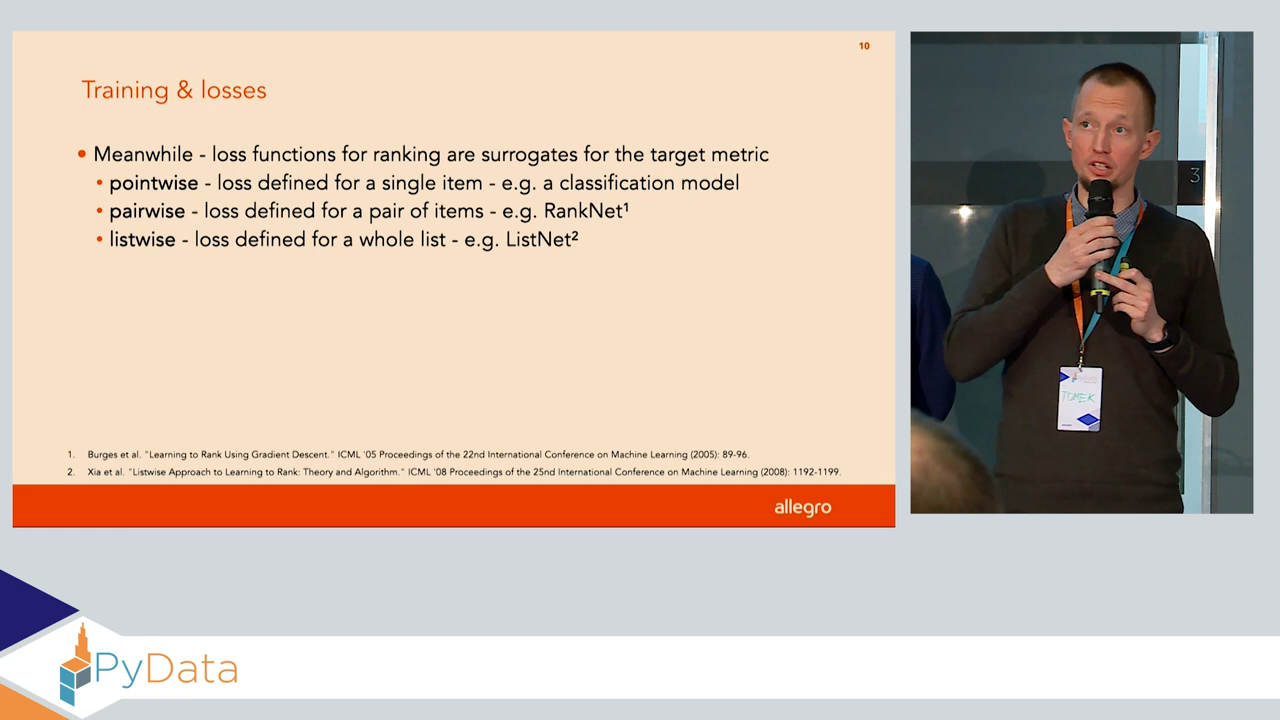 10
Training & losses
• Meanwhile - loss functions for ranking are surrogates for the target metric
• pointwise - loss defined for a single item - e.g. a classification model
• pairwise - loss defined for a pair of items - e.g. RankNet¹
• listwise - loss defined for a whole list - e.g. ListNet²
1. Burges et al. "Learning to Rank Using Gradient Descent." ICML '05 Proceedings of the 22nd International Conference on Machine Learning (2005): 89-96.
2. Xia et al. "Listwise Approach to Learning to Rank: Theory and Algorithm." ICML '08 Proceedings of the 25nd International Conference on Machine Learning (2008): 1192-1199.
allegro
3
TOMEK
PyData